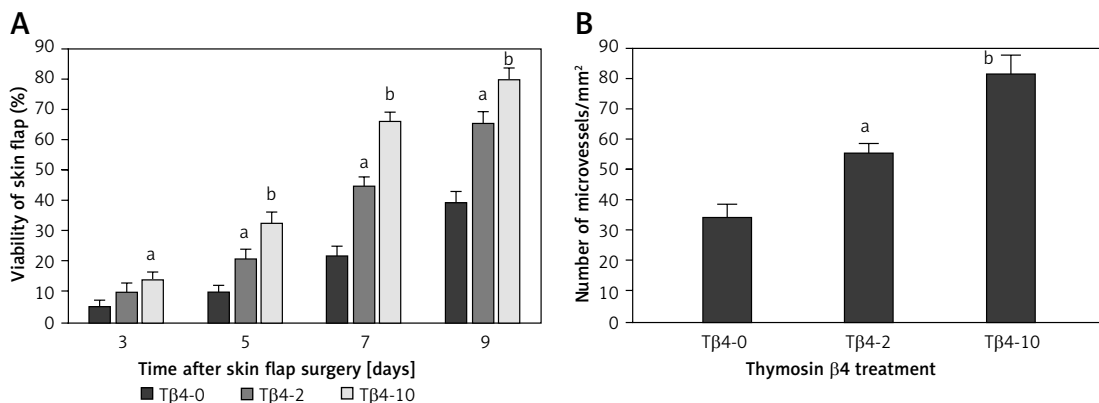 A
Viability of skin flap (%)
90
80
70
60
50
40
30
20
10
0
a
a
b
a
b
a
b
3 5 7 9
Time after skin flap surgery [days]
Tβ4-0 Tβ4-2 Tβ4-10
B
Number of microvessels/mm²
90
80
70
60
50
40
30
20
10
0
a
b
Tβ4-0 Tβ4-2 Tβ4-10
Thymosin β4 treatment